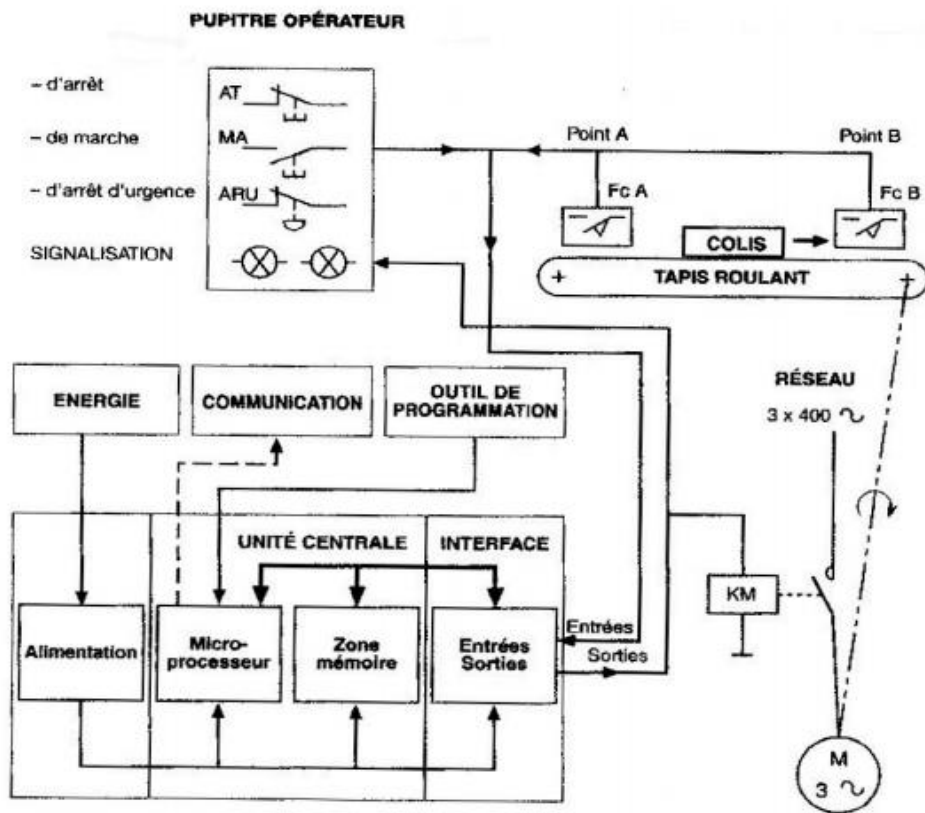 PUPITRE OPÉRATEUR
– d'arrêt
AT
– de marche
MA
– d'arrêt d'urgence
ARU
SIGNALISATION
Point A
Point B
Fc A
Fc B
COLIS
TAPIS ROULANT
ENERGIE
COMMUNICATION
OUTIL DE
PROGRAMMATION
RÉSEAU
3 x 400 ~
UNITÉ CENTRALE
INTERFACE
KM
Alimentation
Micro-
processeur
Zone
mémoire
Entrées
Sorties
Entrées
Sorties
M
3 ~